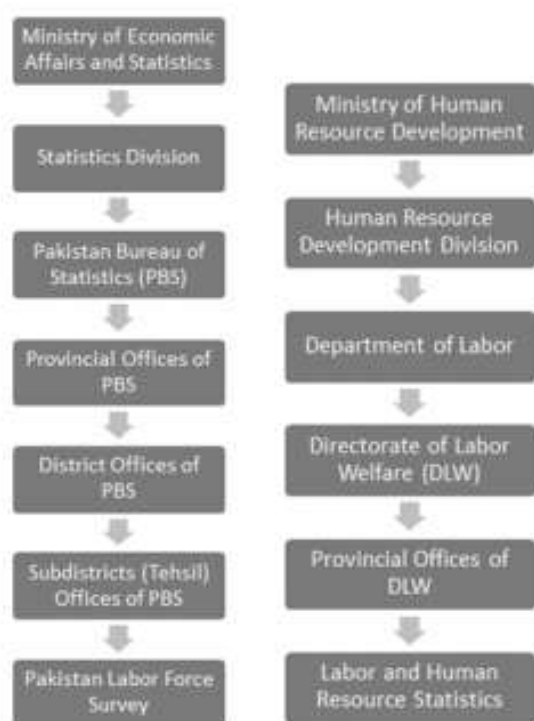 Ministry of Economic
Affairs and Statistics
Statistics Division
Pakistan Bureau of
Statistics (PBS)
Provincial Offices of
PBS
District Offices of
PBS
Subdistricts (Tehsil)
Offices of PBS
Pakistan Labor Force
Survey
Ministry of Human
Resource Development
Human Resource
Development Division
Department of Labor
Directorate of Labor
Welfare (DLW)
Provincial Offices of
DLW
Labor and Human
Resource Statistics